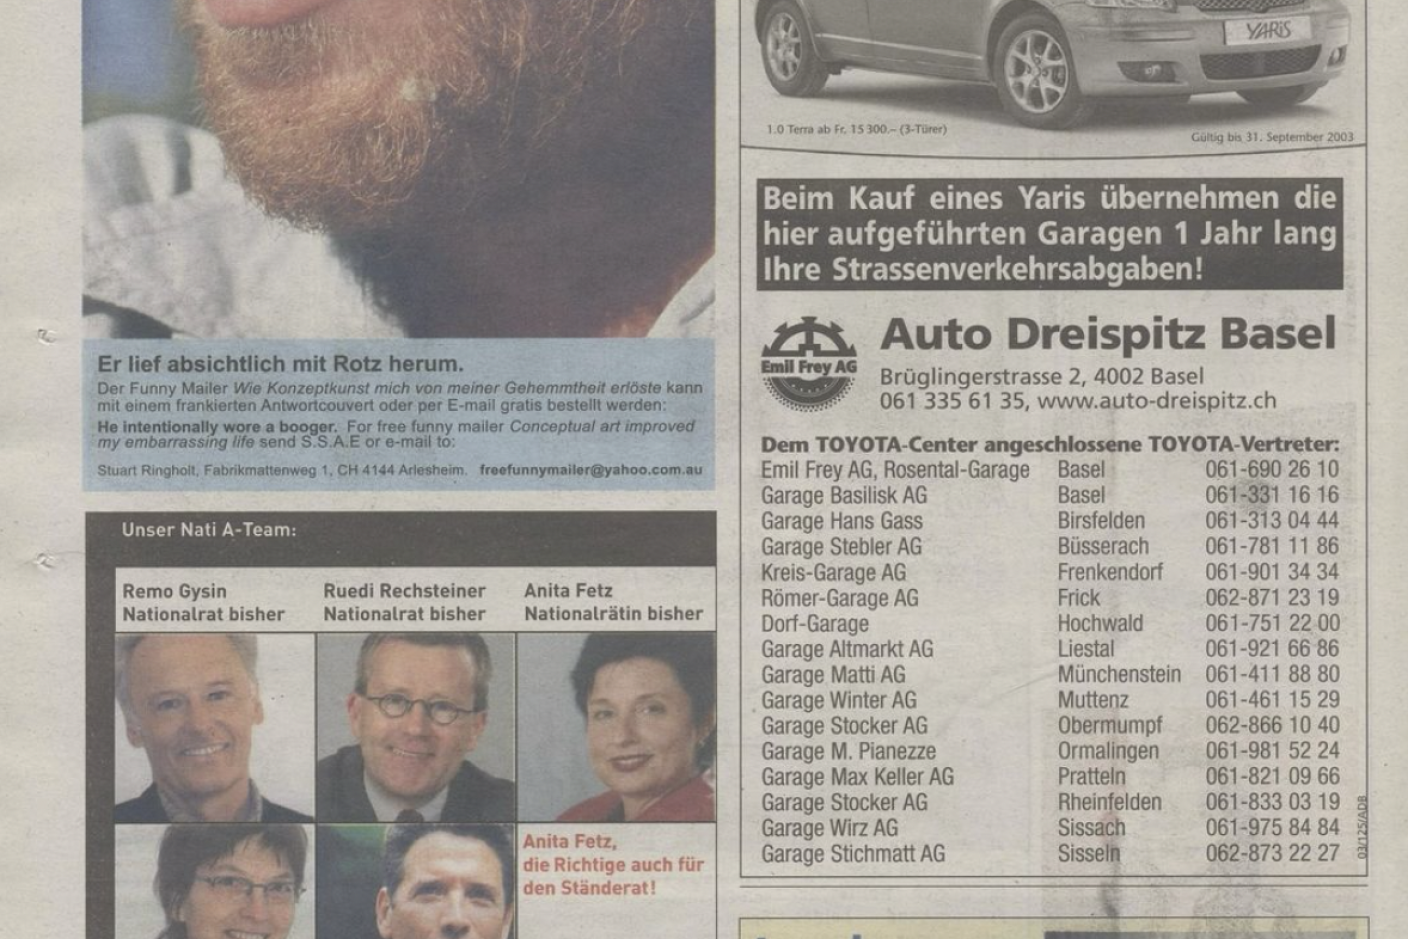 Er lief absichtlich mit Rotz herum.
Der Funny Mailer Wie Konzeptkunst mich von meiner Gehemmtheit erlöste kann
mit einem frankierten Antwortcouvert oder per E-mail gratis bestellt werden:
He intentionally wore a booger. For free funny mailer Conceptual art improved
my embarrassing life send S.S.A.E or e-mail to:
Stuart Ringholt, Fabrikmattenweg 1, CH 4144 Arlesheim. freefunnymailer@yahoo.com.au
Unser Nati A-Team:
Remo Gysin
Nationalrat bisher
Ruedi Rechsteiner
Nationalrat bisher
Anita Fetz
Nationalrätin bisher
Anita Fetz,
die Richtige auch für
den Ständerat!
YARIS
1.0 Terra ab Fr. 15 300.– (3-Türer)
Gültig bis 31. September 2003
Beim Kauf eines Yaris übernehmen die
hier aufgeführten Garagen 1 Jahr lang
Ihre Strassenverkehrsabgaben!
Emil Frey AG
Auto Dreispitz Basel
Brüglingerstrasse 2, 4002 Basel
061 335 61 35, www.auto-dreispitz.ch
Dem TOYOTA-Center angeschlossene TOYOTA-Vertreter:
Emil Frey AG, Rosental-Garage Basel 061-690 26 10
Garage Basilisk AG Basel 061-331 16 16
Garage Hans Gass Birsfelden 061-313 04 44
Garage Stebler AG Büsserach 061-781 11 86
Kreis-Garage AG Frenkendorf 061-901 34 34
Römer-Garage AG Frick 062-871 23 19
Dorf-Garage Hochwald 061-751 22 00
Garage Altmarkt AG Liestal 061-921 66 86
Garage Matti AG Münchenstein 061-411 88 80
Garage Winter AG Muttenz 061-461 15 29
Garage Stocker AG Obermumpf 062-866 10 40
Garage M. Pianezze Ormalingen 061-981 52 24
Garage Max Keller AG Pratteln 061-821 09 66
Garage Stocker AG Rheinfelden 061-833 03 19
Garage Wirz AG Sissach 061-975 84 84
Garage Stichmatt AG Sisseln 062-873 22 27
03/125/ADB